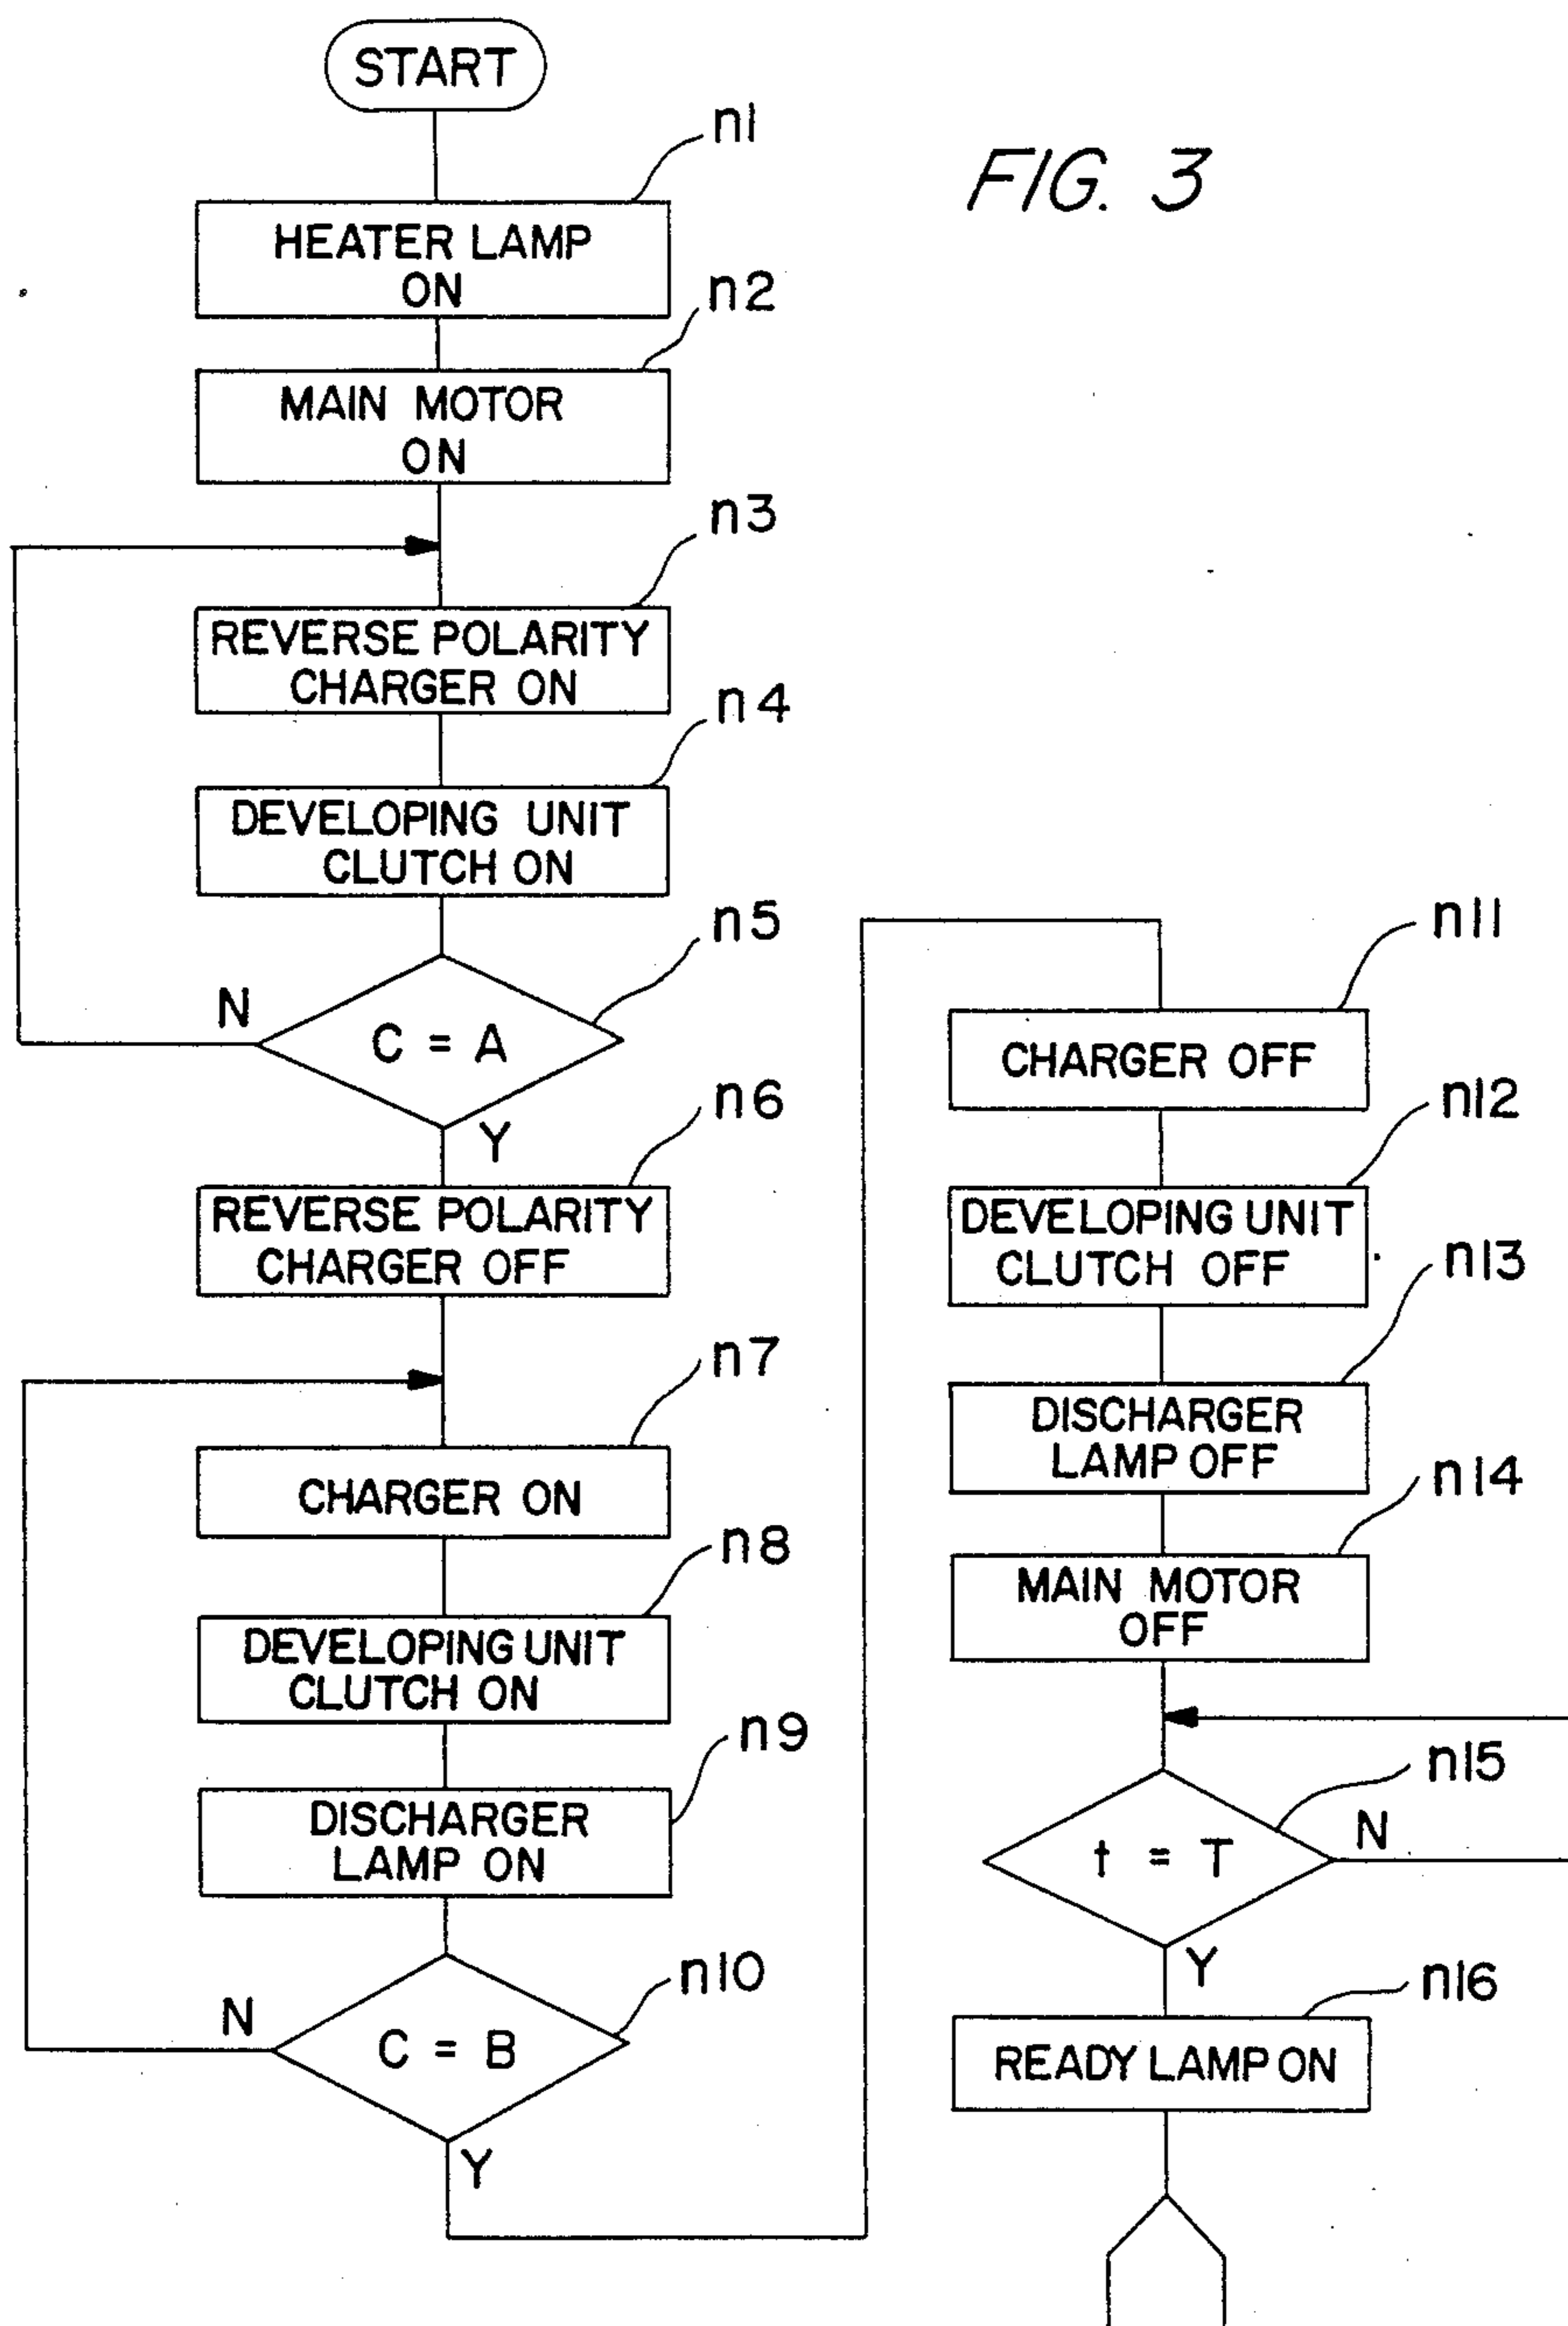 START
n1
FIG. 3
HEATER LAMP
ON
n2
MAIN MOTOR
ON
n3
REVERSE POLARITY
CHARGER ON
n4
DEVELOPING UNIT
CLUTCH ON
n5
N
C = A
Y
n6
REVERSE POLARITY
CHARGER OFF
n7
CHARGER ON
n8
DEVELOPING UNIT
CLUTCH ON
n9
DISCHARGER
LAMP ON
n10
N
C = B
Y
n11
CHARGER OFF
n12
DEVELOPING UNIT
CLUTCH OFF
n13
DISCHARGER
LAMP OFF
n14
MAIN MOTOR
OFF
n15
N
t = T
Y
n16
READY LAMP ON